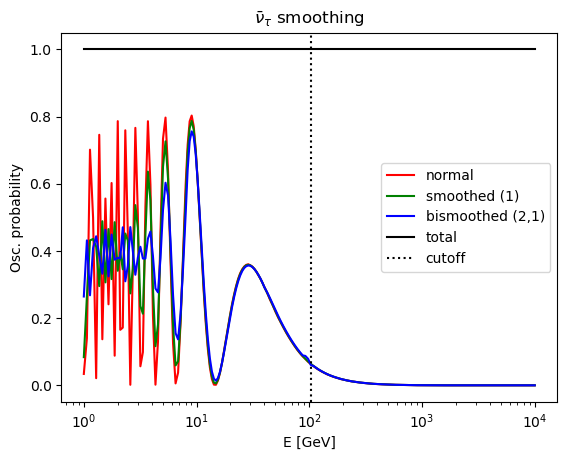 ν̄_τ smoothing
Osc. probability
1.0
0.8
0.6
0.4
0.2
0.0
normal
smoothed (1)
bismoothed (2,1)
total
cutoff
10⁰ 10¹ 10² 10³ 10⁴
E [GeV]